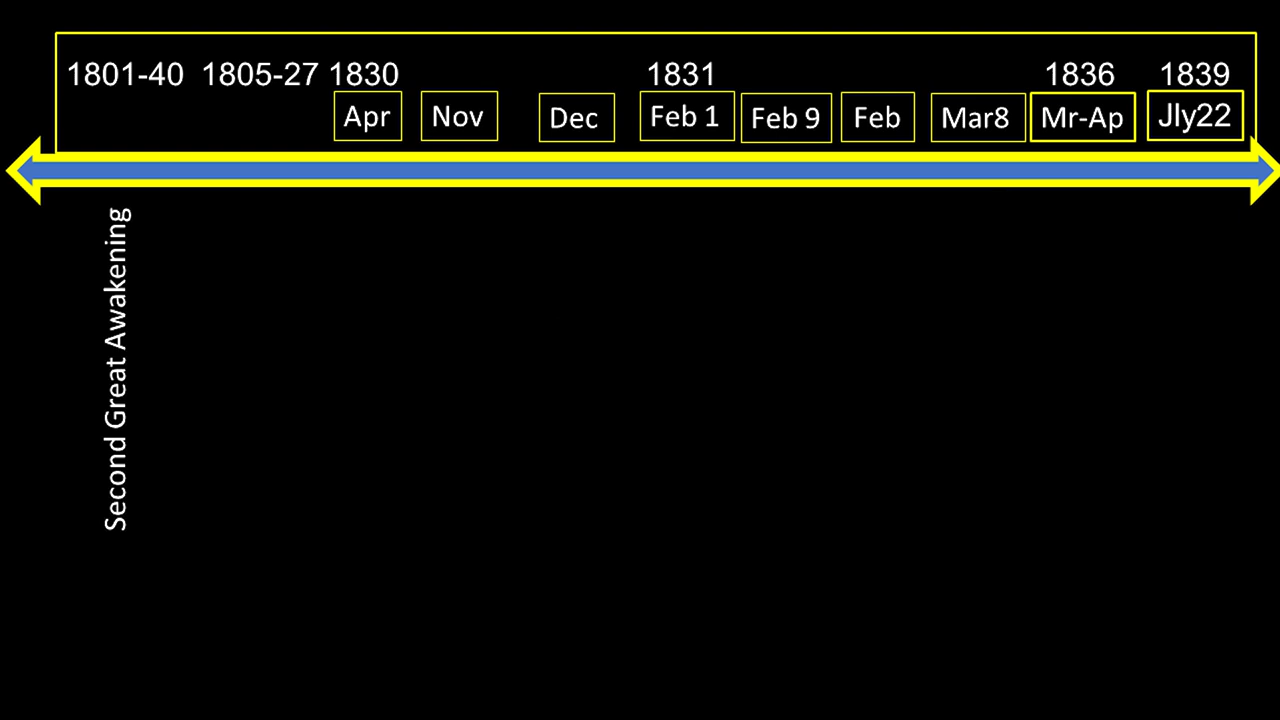 1801-40 1805-27 1830 1831 1836 1839
Apr Nov Dec Feb 1 Feb 9 Feb Mar8 Mr-Ap Jly22
Second Great Awakening